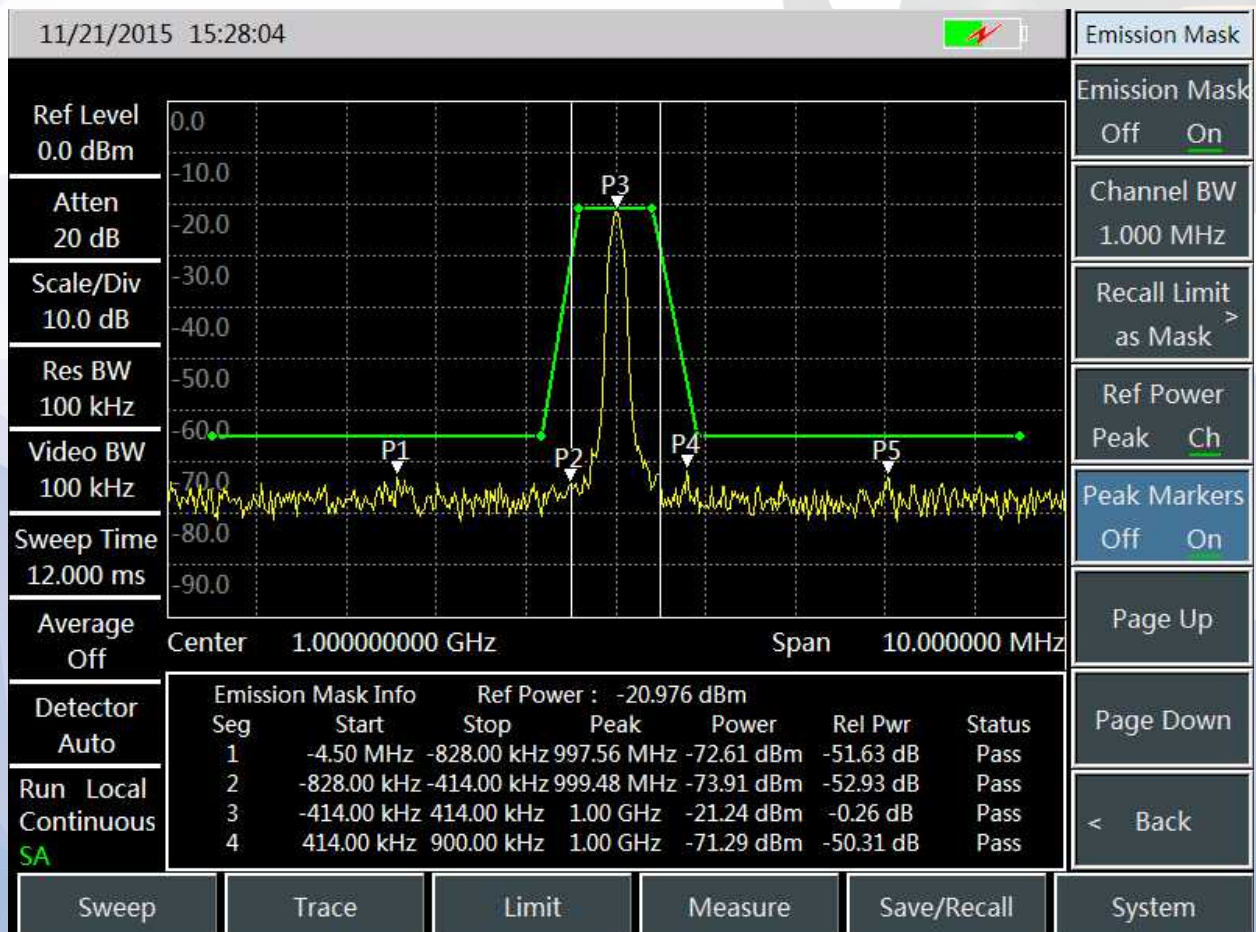 11/21/2015 15:28:04
Ref Level
0.0 dBm
Atten
20 dB
Scale/Div
10.0 dB
Res BW
100 kHz
Video BW
100 kHz
Sweep Time
12.000 ms
Average
Off
Detector
Auto
Run Local
Continuous
SA
0.0
-10.0
-20.0
-30.0
-40.0
-50.0
-60.0
-70.0
-80.0
-90.0
P3
P1
P2
P4
P5
Center 1.000000000 GHz Span 10.000000 MHz
Emission Mask Info Ref Power : -20.976 dBm
Seg Start Stop Peak Power Rel Pwr Status
1 -4.50 MHz -828.00 kHz 997.56 MHz -72.61 dBm -51.63 dB Pass
2 -828.00 kHz -414.00 kHz 999.48 MHz -73.91 dBm -52.93 dB Pass
3 -414.00 kHz 414.00 kHz 1.00 GHz -21.24 dBm -0.26 dB Pass
4 414.00 kHz 900.00 kHz 1.00 GHz -71.29 dBm -50.31 dB Pass
Emission Mask
Emission Mask
Off On
Channel BW
1.000 MHz
Recall Limit
as Mask >
Ref Power
Peak Ch
Peak Markers
Off On
Page Up
Page Down
< Back
Sweep Trace Limit Measure Save/Recall System